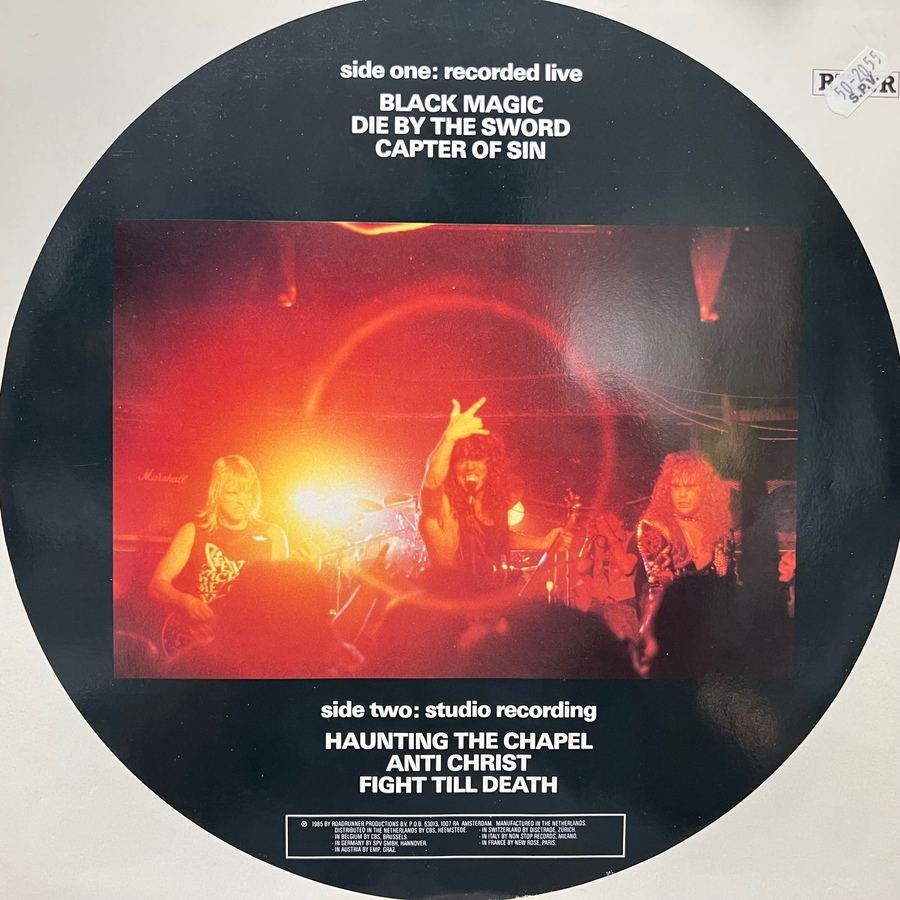 side one: recorded live
BLACK MAGIC
DIE BY THE SWORD
CAPTER OF SIN
50-2055
S.P.V.
Marshall
side two: studio recording
HAUNTING THE CHAPEL
ANTI CHRIST
FIGHT TILL DEATH
℗ 1985 BY ROADRUNNER PRODUCTIONS B.V. P.O.B. 53013, 1007 RA AMSTERDAM. MANUFACTURED IN THE NETHERLANDS.
DISTRIBUTED IN THE NETHERLANDS BY CBS, HEEMSTEDE.
- IN BELGIUM BY CBS, BRUSSELS.
- IN GERMANY BY SPV GMBH, HANNOVER.
- IN AUSTRIA BY EMP, GRAZ.
- IN SWITZERLAND BY DISCTRADE, ZÜRICH.
- IN ITALY BY NON STOP RECORDS, MILANO.
- IN FRANCE BY NEW ROSE, PARIS.